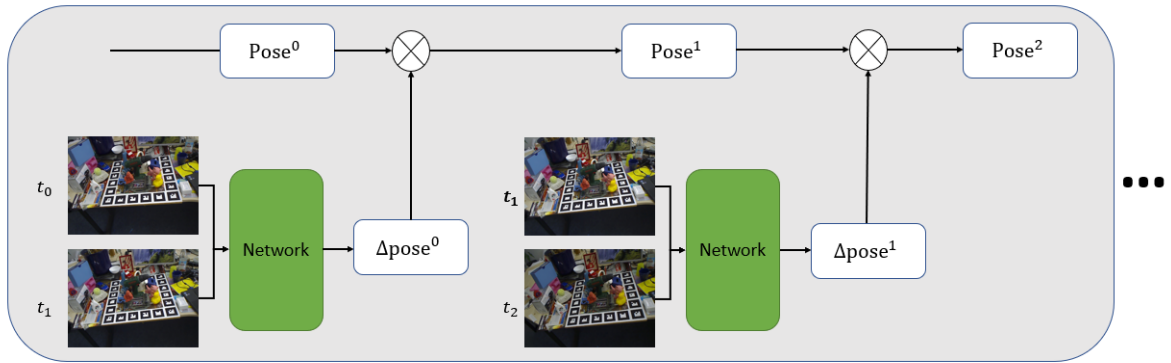 Pose⁰
Pose¹
Pose²
t₀
Network
Δpose⁰
t₁
t₁
Network
Δpose¹
t₂